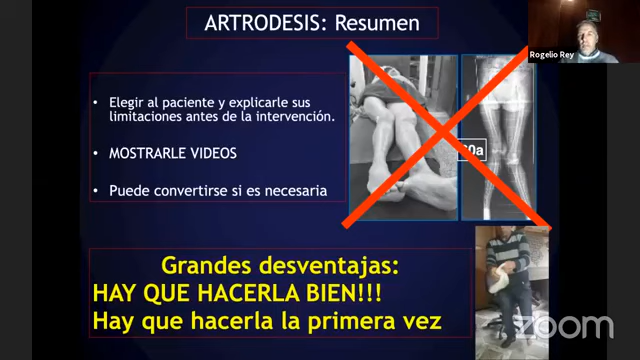 ARTRODESIS: Resumen
Rogelio Rey
• Elegir al paciente y explicarle sus
limitaciones antes de la intervención.
• MOSTRARLE VIDEOS
• Puede convertirse si es necesaria
Grandes desventajas:
HAY QUE HACERLA BIEN!!!
Hay que hacerla la primera vez
zoom